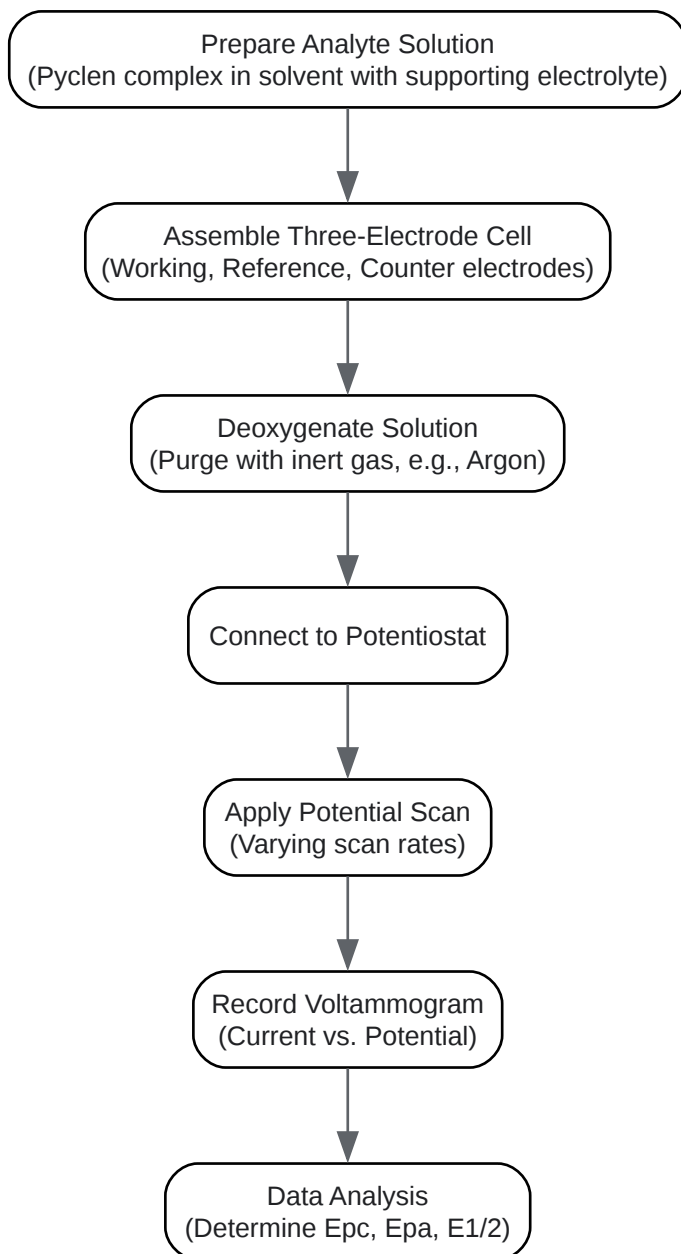 Prepare Analyte Solution
(Pyclen complex in solvent with supporting electrolyte)
Assemble Three-Electrode Cell
(Working, Reference, Counter electrodes)
Deoxygenate Solution
(Purge with inert gas, e.g., Argon)
Connect to Potentiostat
Apply Potential Scan
(Varying scan rates)
Record Voltammogram
(Current vs. Potential)
Data Analysis
(Determine Epc, Epa, E1/2)